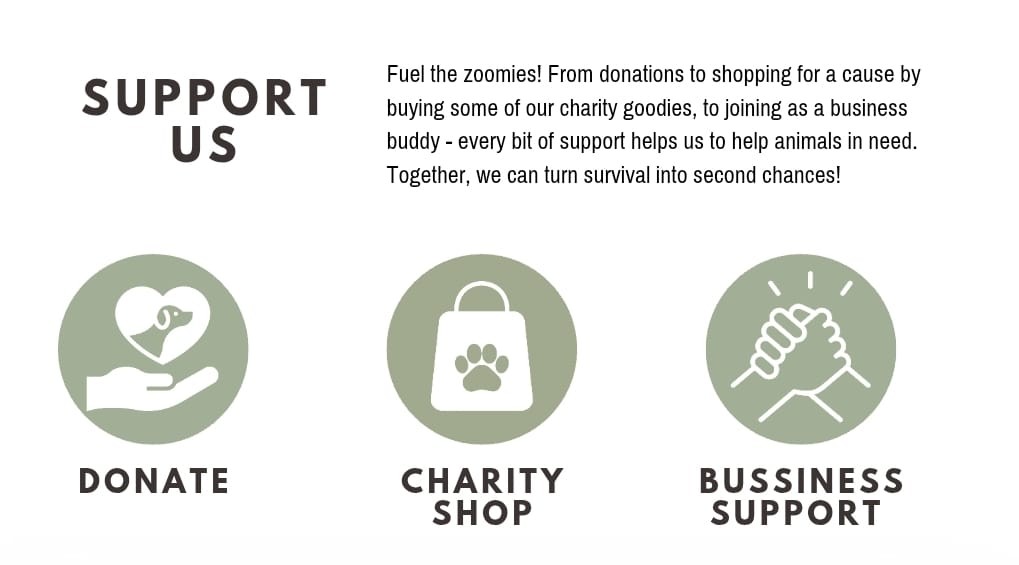 SUPPORT
US
Fuel the zoomies! From donations to shopping for a cause by
buying some of our charity goodies, to joining as a business
buddy - every bit of support helps us to help animals in need.
Together, we can turn survival into second chances!
DONATE
CHARITY
SHOP
BUSSINESS
SUPPORT